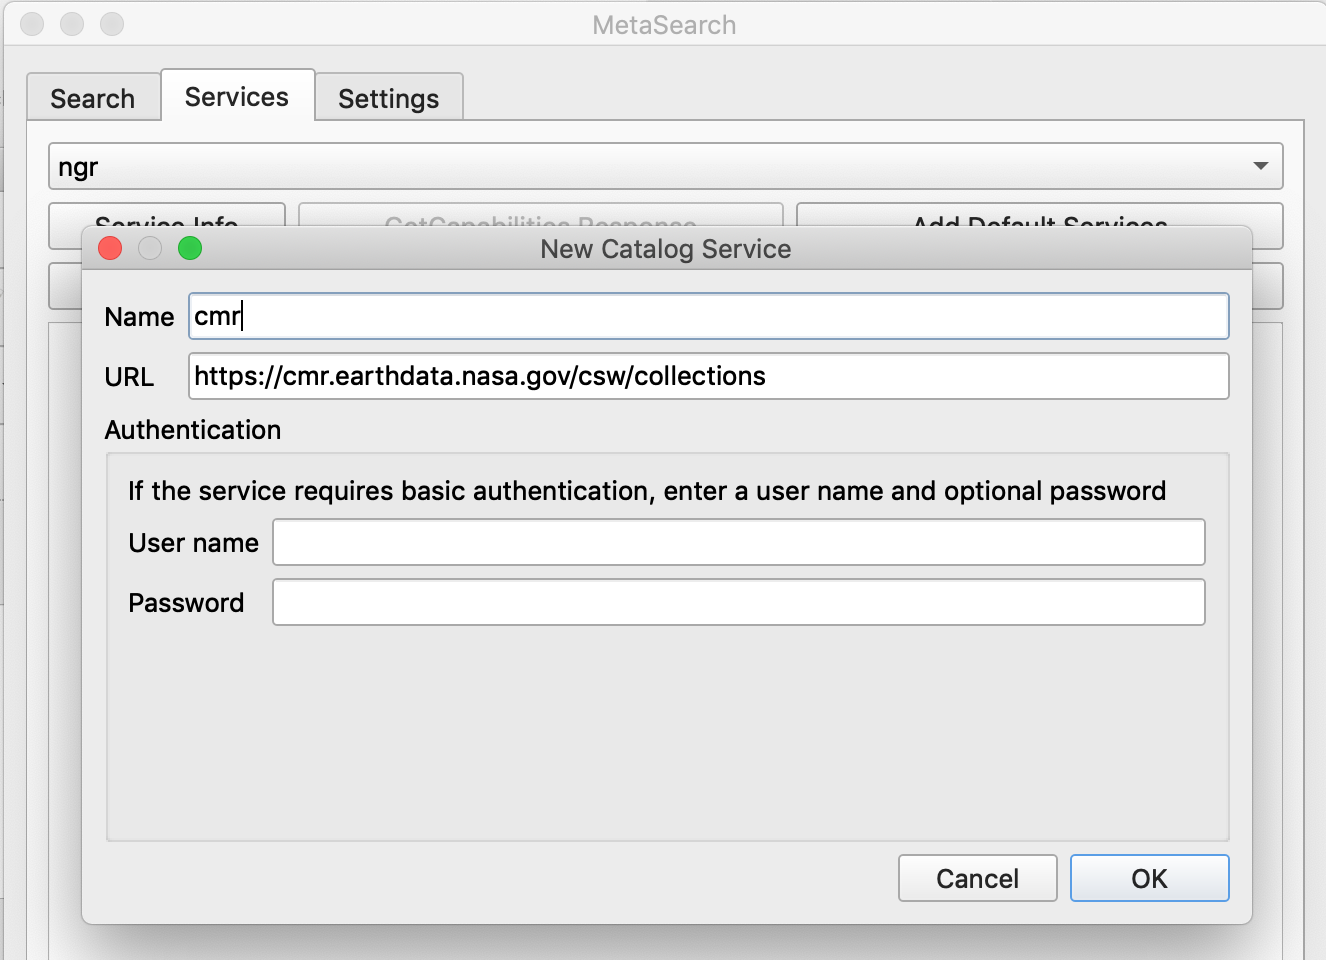 MetaSearch
Search Services Settings
ngr
Service Info GetCapabilities Response Add Default Services
New Catalog Service
Name cmr
URL https://cmr.earthdata.nasa.gov/csw/collections
Authentication
If the service requires basic authentication, enter a user name and optional password
User name
Password
Cancel OK